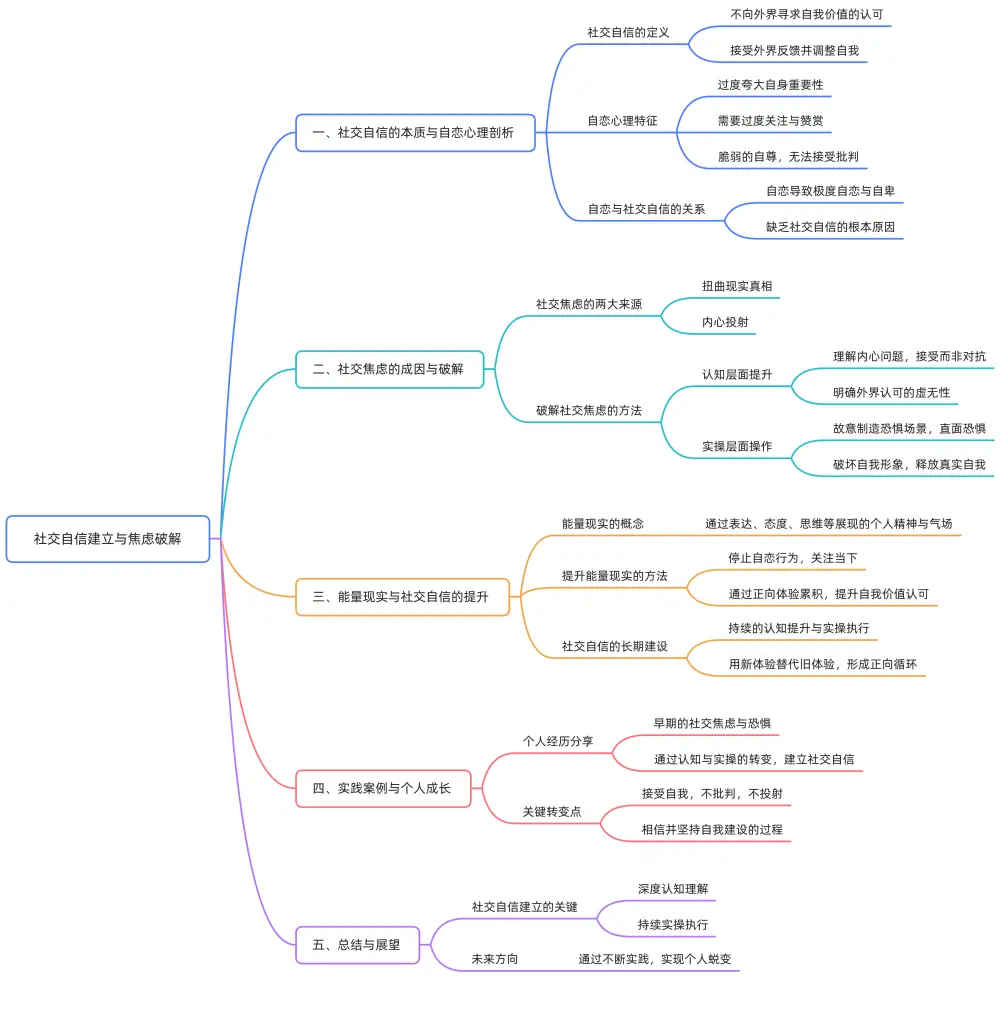 社交自信建立与焦虑破解
一、社交自信的本质与自恋心理剖析
社交自信的定义
不向外界寻求自我价值的认可
接受外界反馈并调整自我
自恋心理特征
过度夸大自身重要性
需要过度关注与赞赏
脆弱的自尊，无法接受批判
自恋与社交自信的关系
自恋导致极度自恋与自卑
缺乏社交自信的根本原因
二、社交焦虑的成因与破解
社交焦虑的两大来源
扭曲现实真相
内心投射
破解社交焦虑的方法
认知层面提升
理解内心问题，接受而非对抗
明确外界认可的虚无性
实操层面操作
故意制造恐惧场景，直面恐惧
破坏自我形象，释放真实自我
三、能量现实与社交自信的提升
能量现实的概念
通过表达、态度、思维等展现的个人精神与气场
提升能量现实的方法
停止自恋行为，关注当下
通过正向体验累积，提升自我价值认可
社交自信的长期建设
持续的认知提升与实操执行
用新体验替代旧体验，形成正向循环
四、实践案例与个人成长
个人经历分享
早期的社交焦虑与恐惧
通过认知与实操的转变，建立社交自信
关键转变点
接受自我，不批判，不投射
相信并坚持自我建设的过程
五、总结与展望
社交自信建立的关键
深度认知理解
持续实操执行
未来方向
通过不断实践，实现个人蜕变